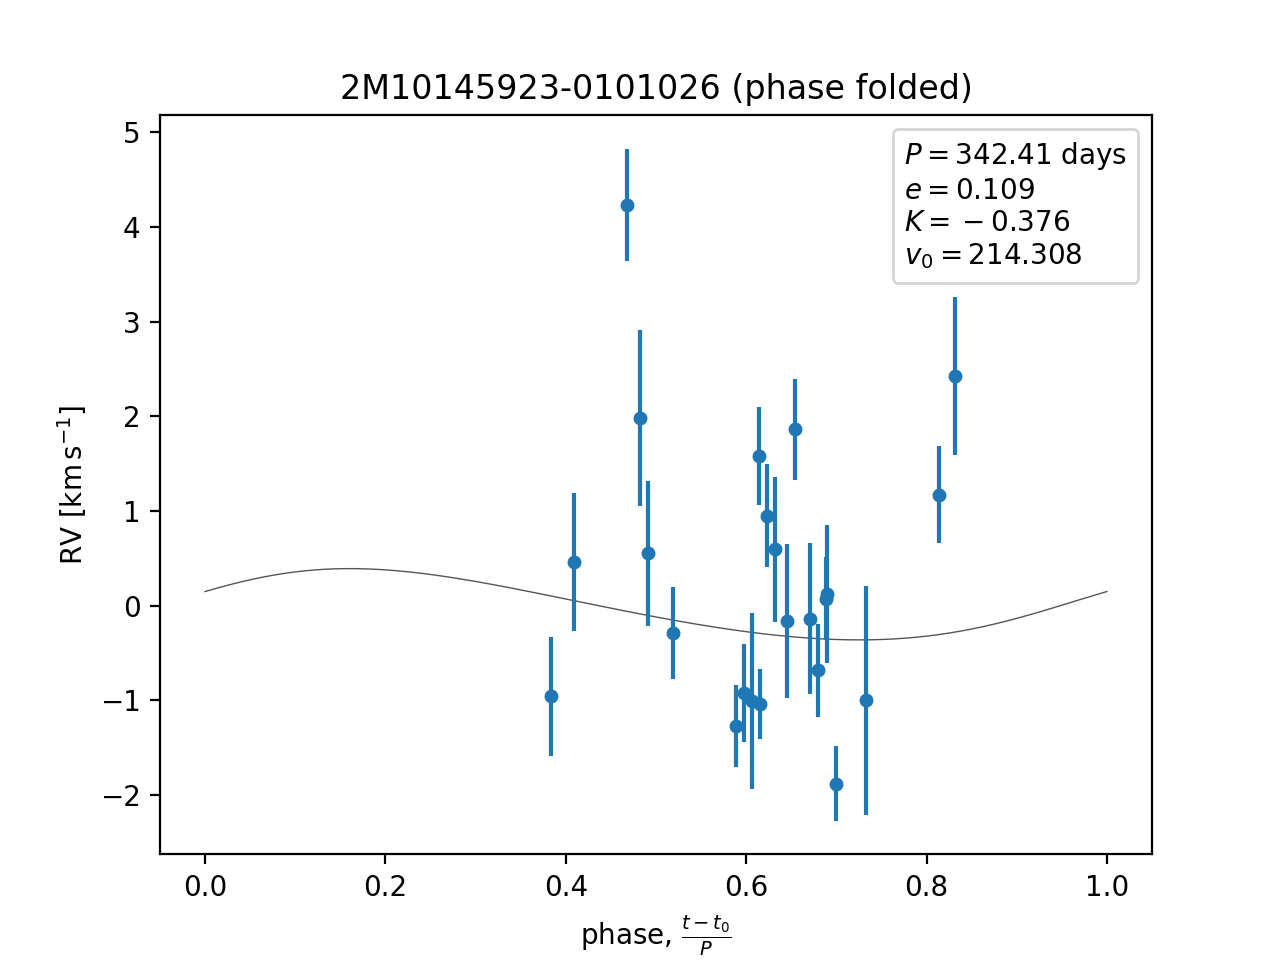 2M10145923-0101026 (phase folded)
P = 342.41 days
e = 0.109
K = −0.376
v₀ = 214.308
RV [km s⁻¹]
5
4
3
2
1
0
−1
−2
0.0 0.2 0.4 0.6 0.8 1.0
phase, (t − t₀)/P